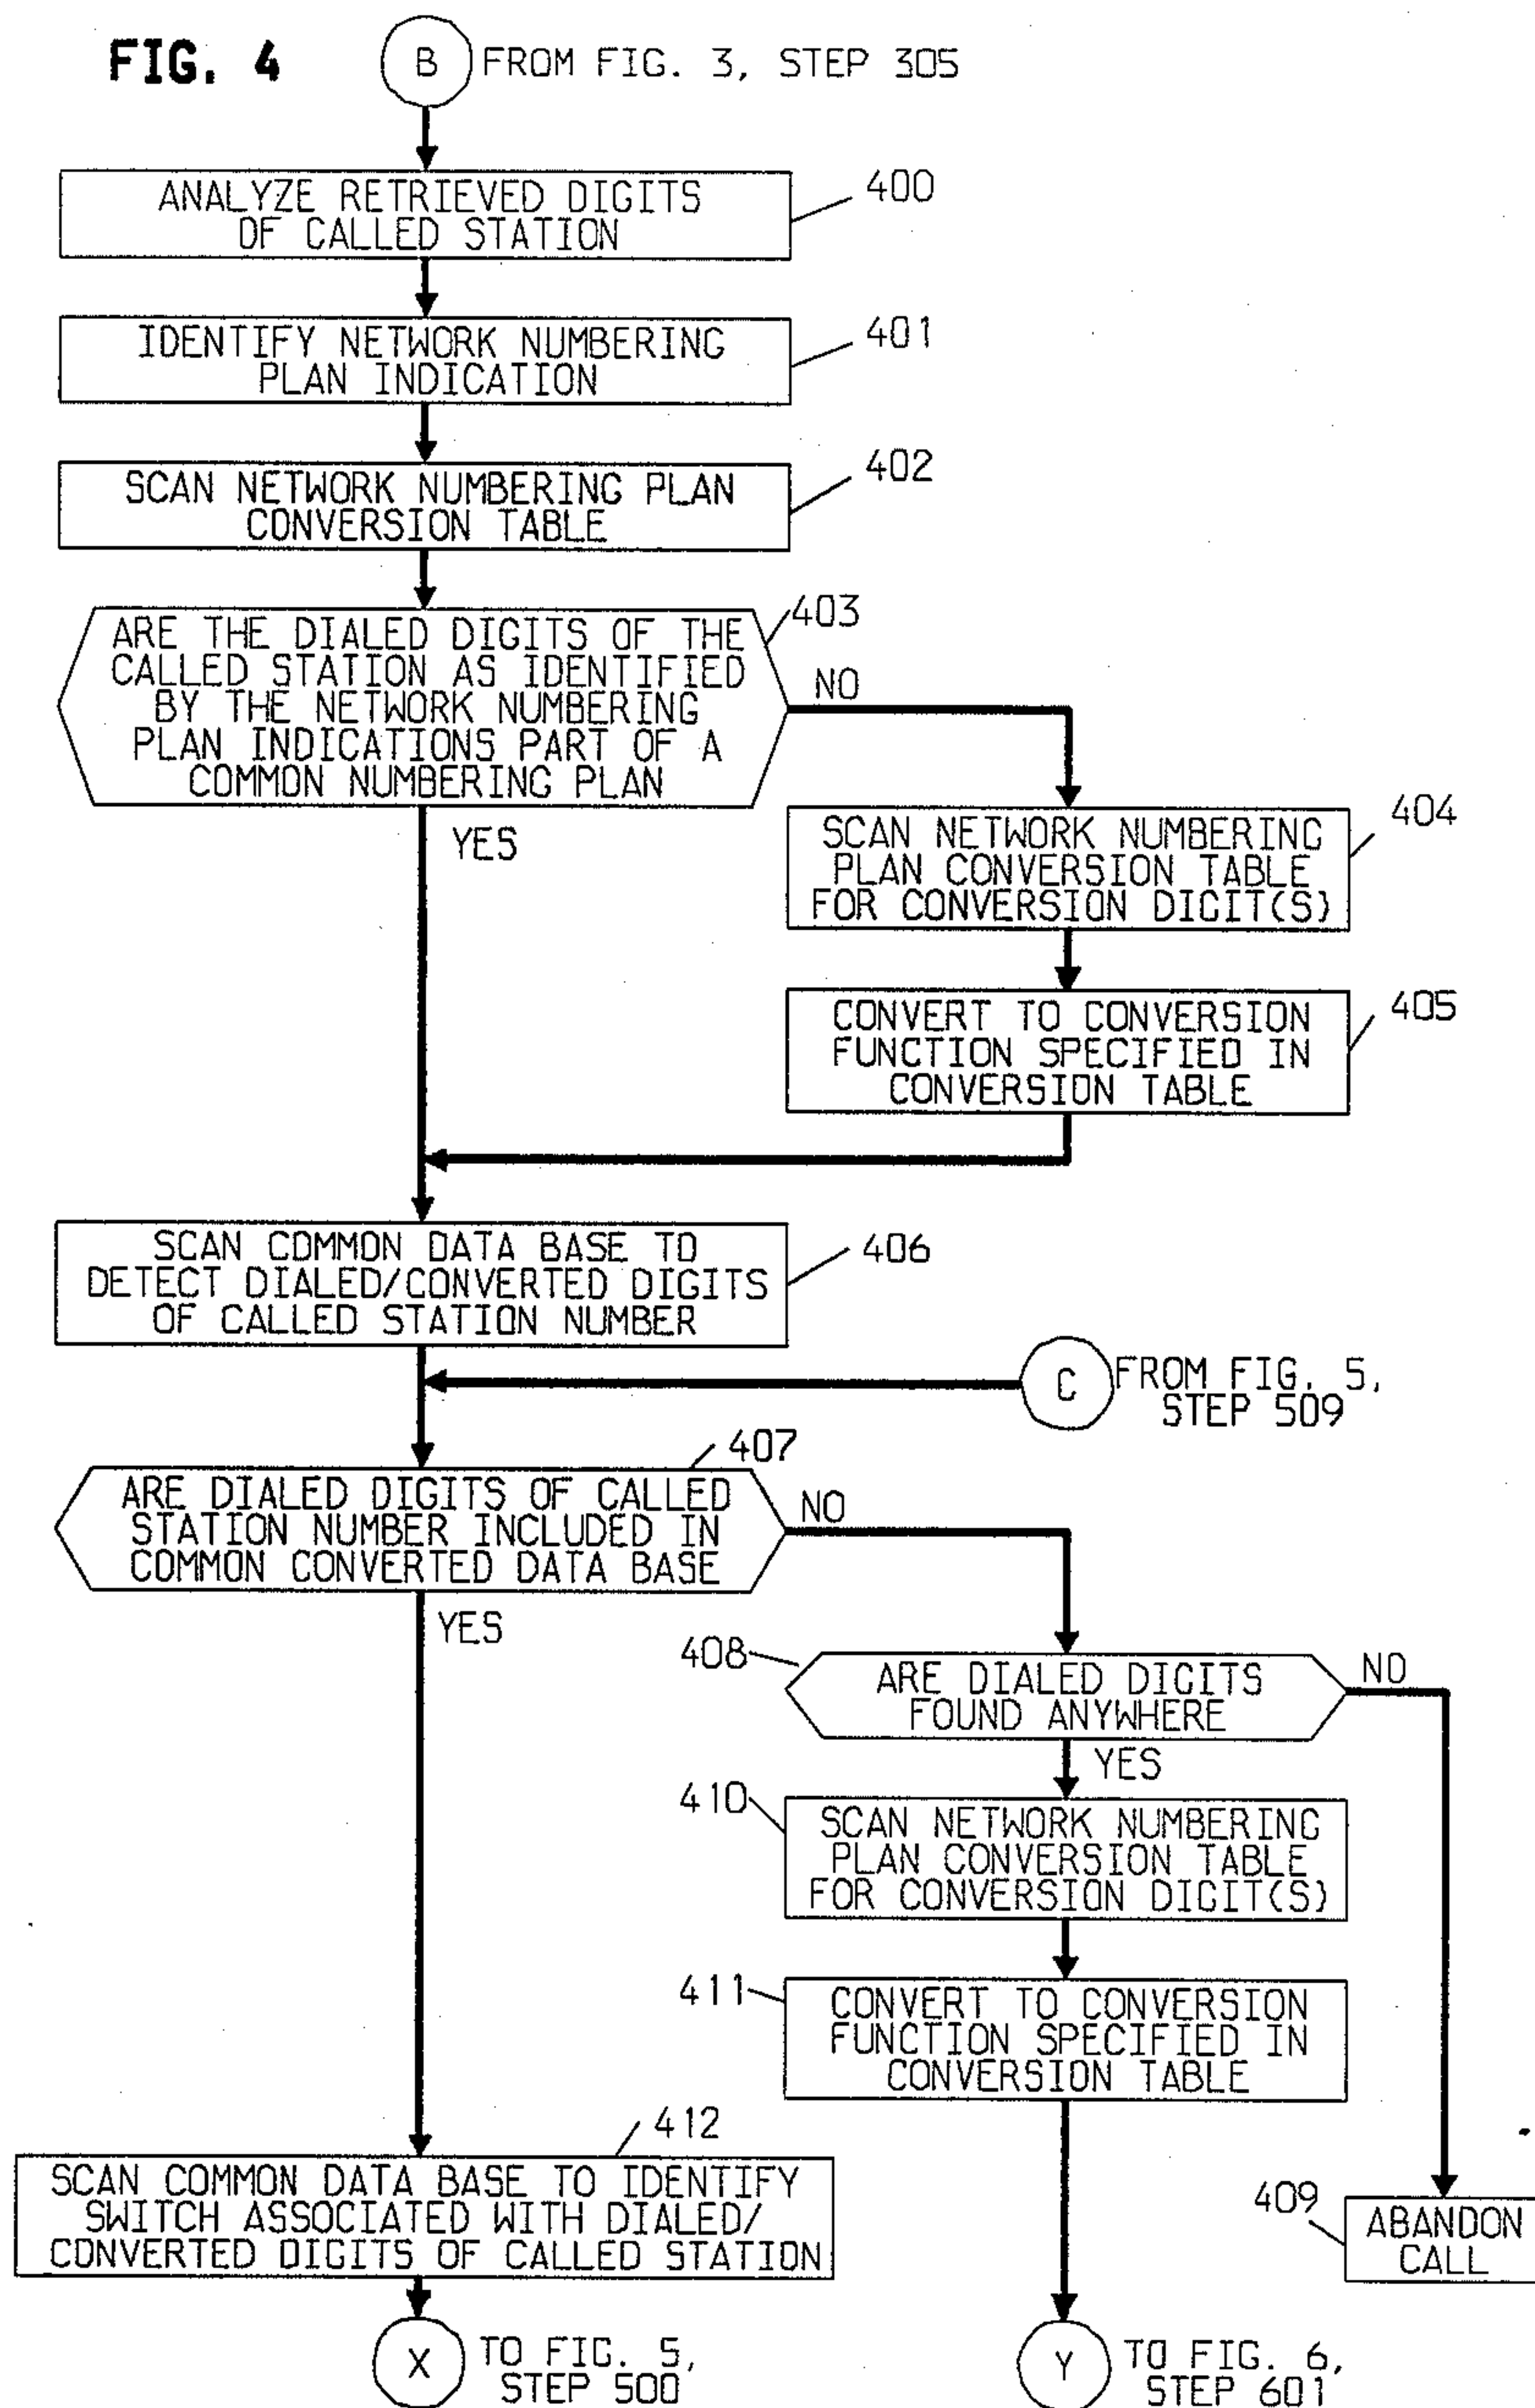 FIG. 4
B FROM FIG. 3, STEP 305
ANALYZE RETRIEVED DIGITS
OF CALLED STATION
400
IDENTIFY NETWORK NUMBERING
PLAN INDICATION
401
SCAN NETWORK NUMBERING PLAN
CONVERSION TABLE
402
ARE THE DIALED DIGITS OF THE
CALLED STATION AS IDENTIFIED
BY THE NETWORK NUMBERING
PLAN INDICATIONS PART OF A
COMMON NUMBERING PLAN
403
NO
YES
SCAN NETWORK NUMBERING
PLAN CONVERSION TABLE
FOR CONVERSION DIGIT(S)
404
CONVERT TO CONVERSION
FUNCTION SPECIFIED IN
CONVERSION TABLE
405
SCAN COMMON DATA BASE TO
DETECT DIALED/CONVERTED DIGITS
OF CALLED STATION NUMBER
406
C FROM FIG. 5,
STEP 509
407
ARE DIALED DIGITS OF CALLED
STATION NUMBER INCLUDED IN
COMMON CONVERTED DATA BASE
NO
YES
408
ARE DIALED DIGITS
FOUND ANYWHERE
NO
YES
410
SCAN NETWORK NUMBERING
PLAN CONVERSION TABLE
FOR CONVERSION DIGIT(S)
411
CONVERT TO CONVERSION
FUNCTION SPECIFIED IN
CONVERSION TABLE
412
SCAN COMMON DATA BASE TO IDENTIFY
SWITCH ASSOCIATED WITH DIALED/
CONVERTED DIGITS OF CALLED STATION
409
ABANDON
CALL
X TO FIG. 5,
STEP 500
Y TO FIG. 6,
STEP 601